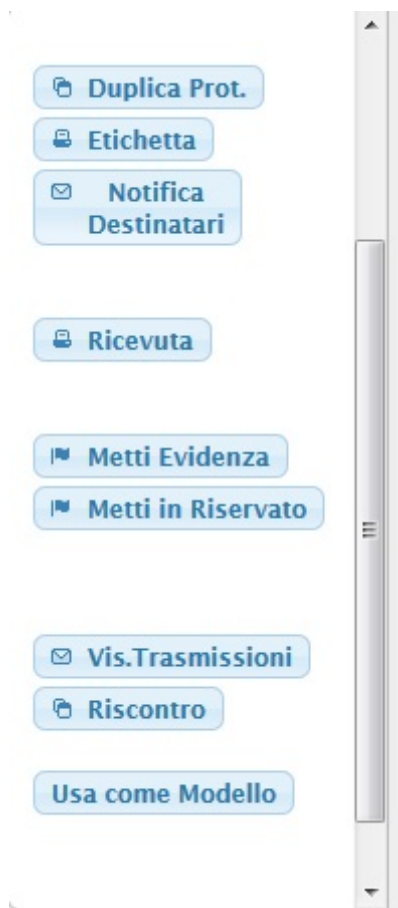 Duplica Prot.
Etichetta
Notifica
Destinatari
Ricevuta
Metti Evidenza
Metti in Riservato
Vis.Trasmissioni
Riscontro
Usa come Modello